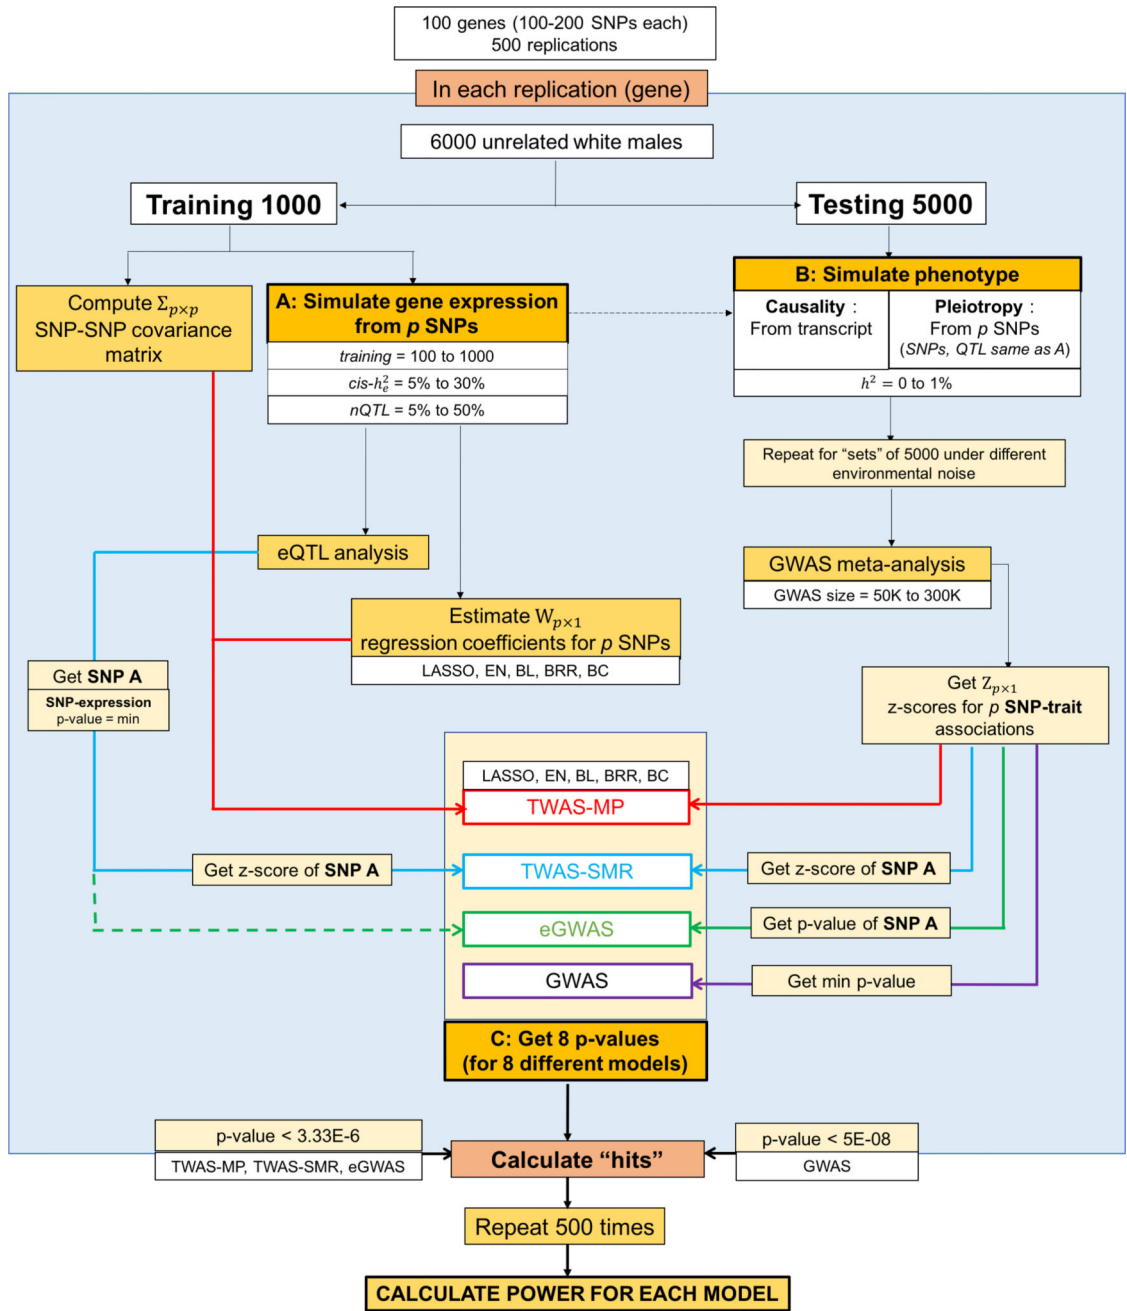 100 genes (100-200 SNPs each)
500 replications
In each replication (gene)
6000 unrelated white males
Training 1000
Testing 5000
Compute Σp×p
SNP-SNP covariance
matrix
A: Simulate gene expression
from p SNPs
training = 100 to 1000
cis-h²e = 5% to 30%
nQTL = 5% to 50%
B: Simulate phenotype
Causality :
From transcript
Pleiotropy :
From p SNPs
(SNPs, QTL same as A)
h² = 0 to 1%
Repeat for “sets” of 5000 under different
environmental noise
eQTL analysis
GWAS meta-analysis
GWAS size = 50K to 300K
Estimate Wp×1
regression coefficients for p SNPs
LASSO, EN, BL, BRR, BC
Get SNP A
SNP-expression
p-value = min
Get Zp×1
z-scores for p SNP-trait
associations
LASSO, EN, BL, BRR, BC
TWAS-MP
Get z-score of SNP A
TWAS-SMR
Get z-score of SNP A
eGWAS
Get p-value of SNP A
GWAS
Get min p-value
C: Get 8 p-values
(for 8 different models)
p-value < 3.33E-6
TWAS-MP, TWAS-SMR, eGWAS
Calculate “hits”
p-value < 5E-08
GWAS
Repeat 500 times
CALCULATE POWER FOR EACH MODEL